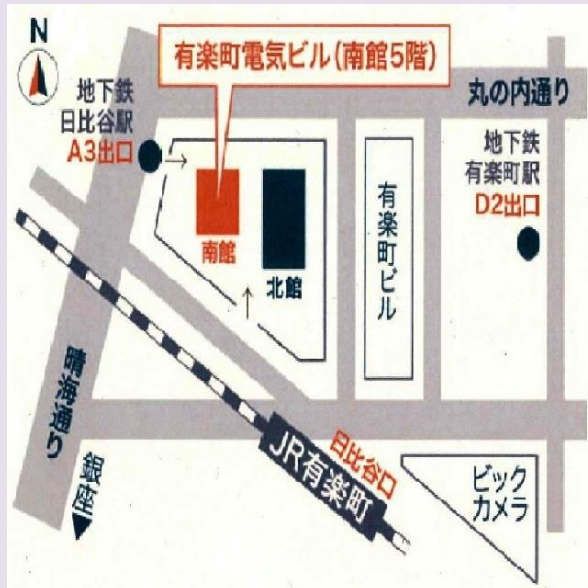 N
有楽町電気ビル(南館5階)
地下鉄
日比谷駅
A3出口
丸の内通り
地下鉄
有楽町駅
D2出口
有楽町ビル
南館
北館
晴海通り
銀座
JR有楽町
日比谷口
ビック
カメラ